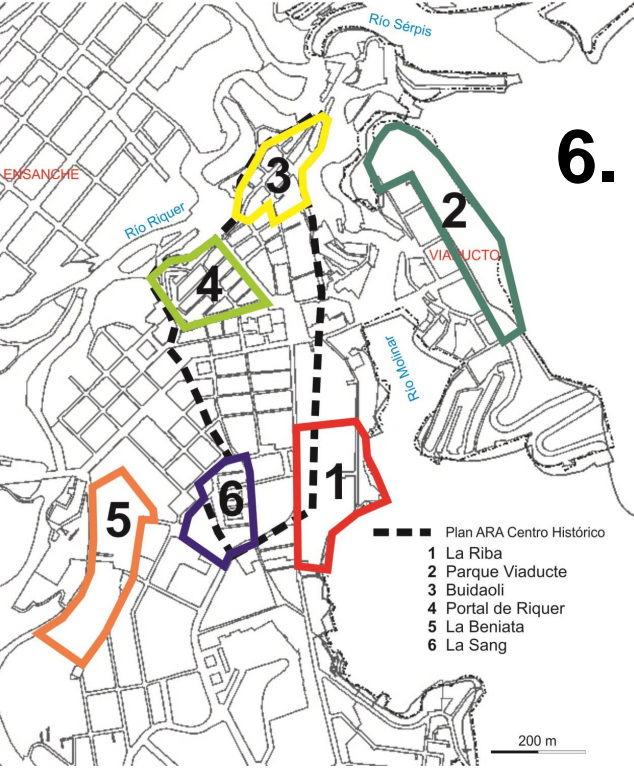 Río Sérpis
6.
3
ENSANCHE
2
Río Riquer
VIADUCTO
4
Río Molinar
1
6
5
Plan ARA Centro Histórico
1 La Riba
2 Parque Viaducte
3 Buidaoli
4 Portal de Riquer
5 La Beniata
6 La Sang
200 m